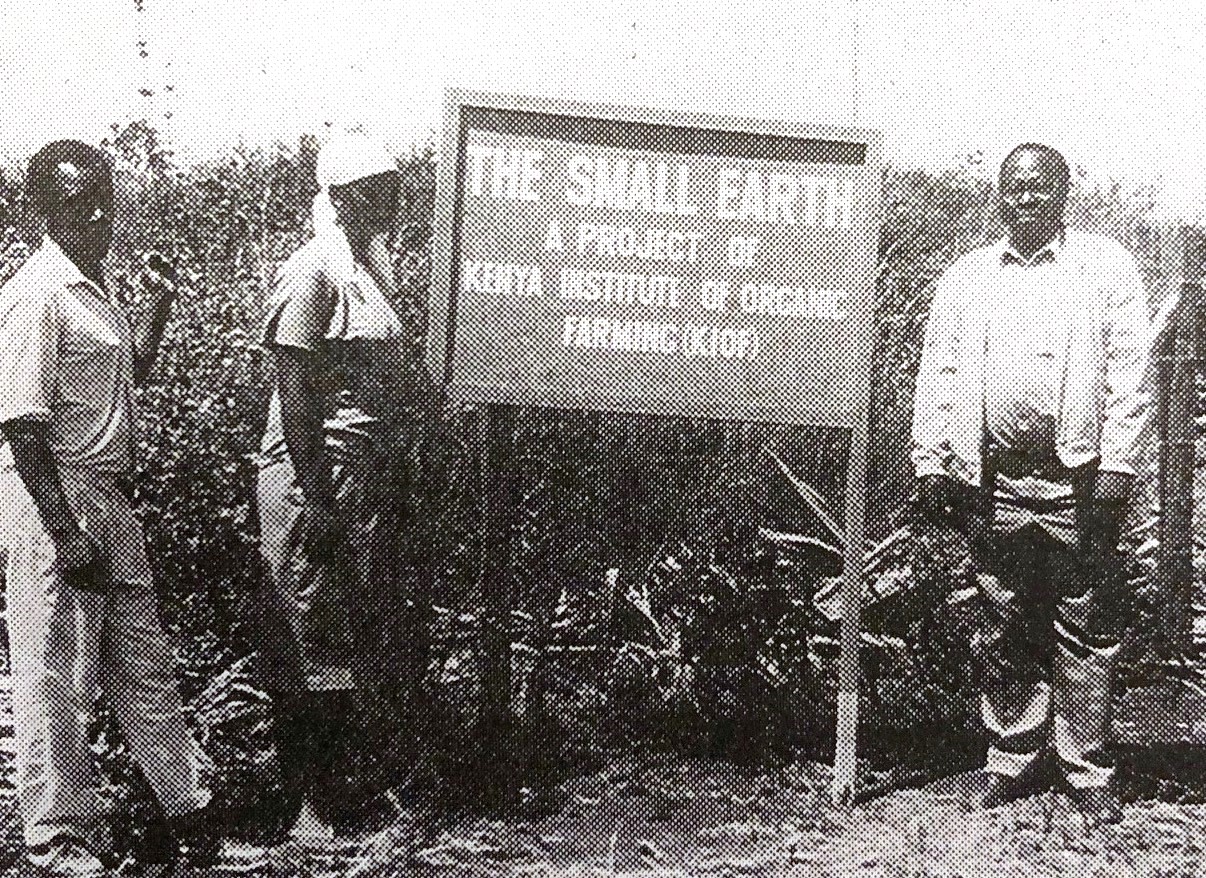 THE SMALL EARTH
A PROJECT OF
KENYA INSTITUTE OF ORGANIC
FARMING (KIOF)